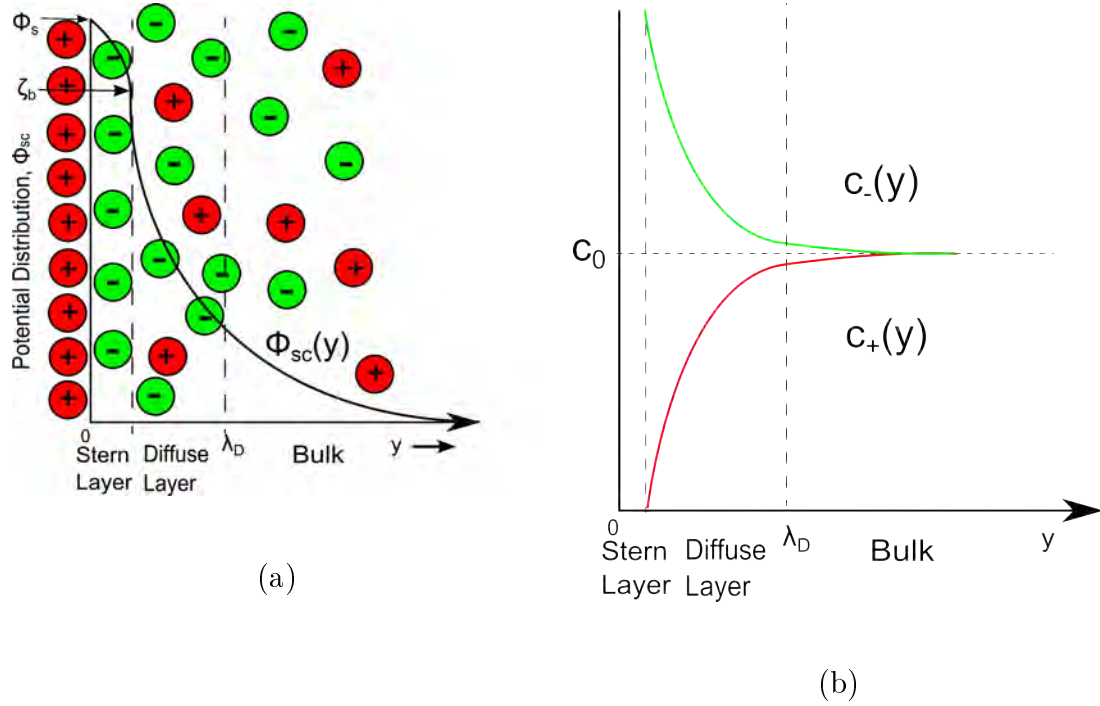 Φs
ζb
Potential Distribution, Φsc
+
+
+
+
+
+
+
+
+
-
-
-
-
-
-
-
-
+
-
+
-
-
-
+
-
-
-
+
-
+
+
-
+
Φsc(y)
0
Stern
Layer
Diffuse
Layer
λD
Bulk
y
(a)
c0
c-(y)
c+(y)
0
Stern
Layer
Diffuse
Layer
λD
Bulk
y
(b)